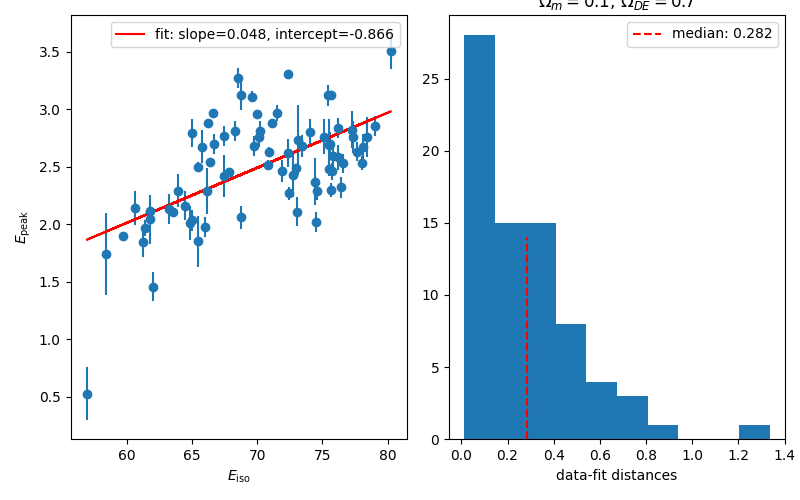 Ω_m = 0.1, Ω_DE = 0.7
fit: slope=0.048, intercept=-0.866
median: 0.282
3.5
3.0
2.5
2.0
1.5
1.0
0.5
E_peak
60 65 70 75 80
E_iso
25
20
15
10
5
0
0.0 0.2 0.4 0.6 0.8 1.0 1.2 1.4
data-fit distances